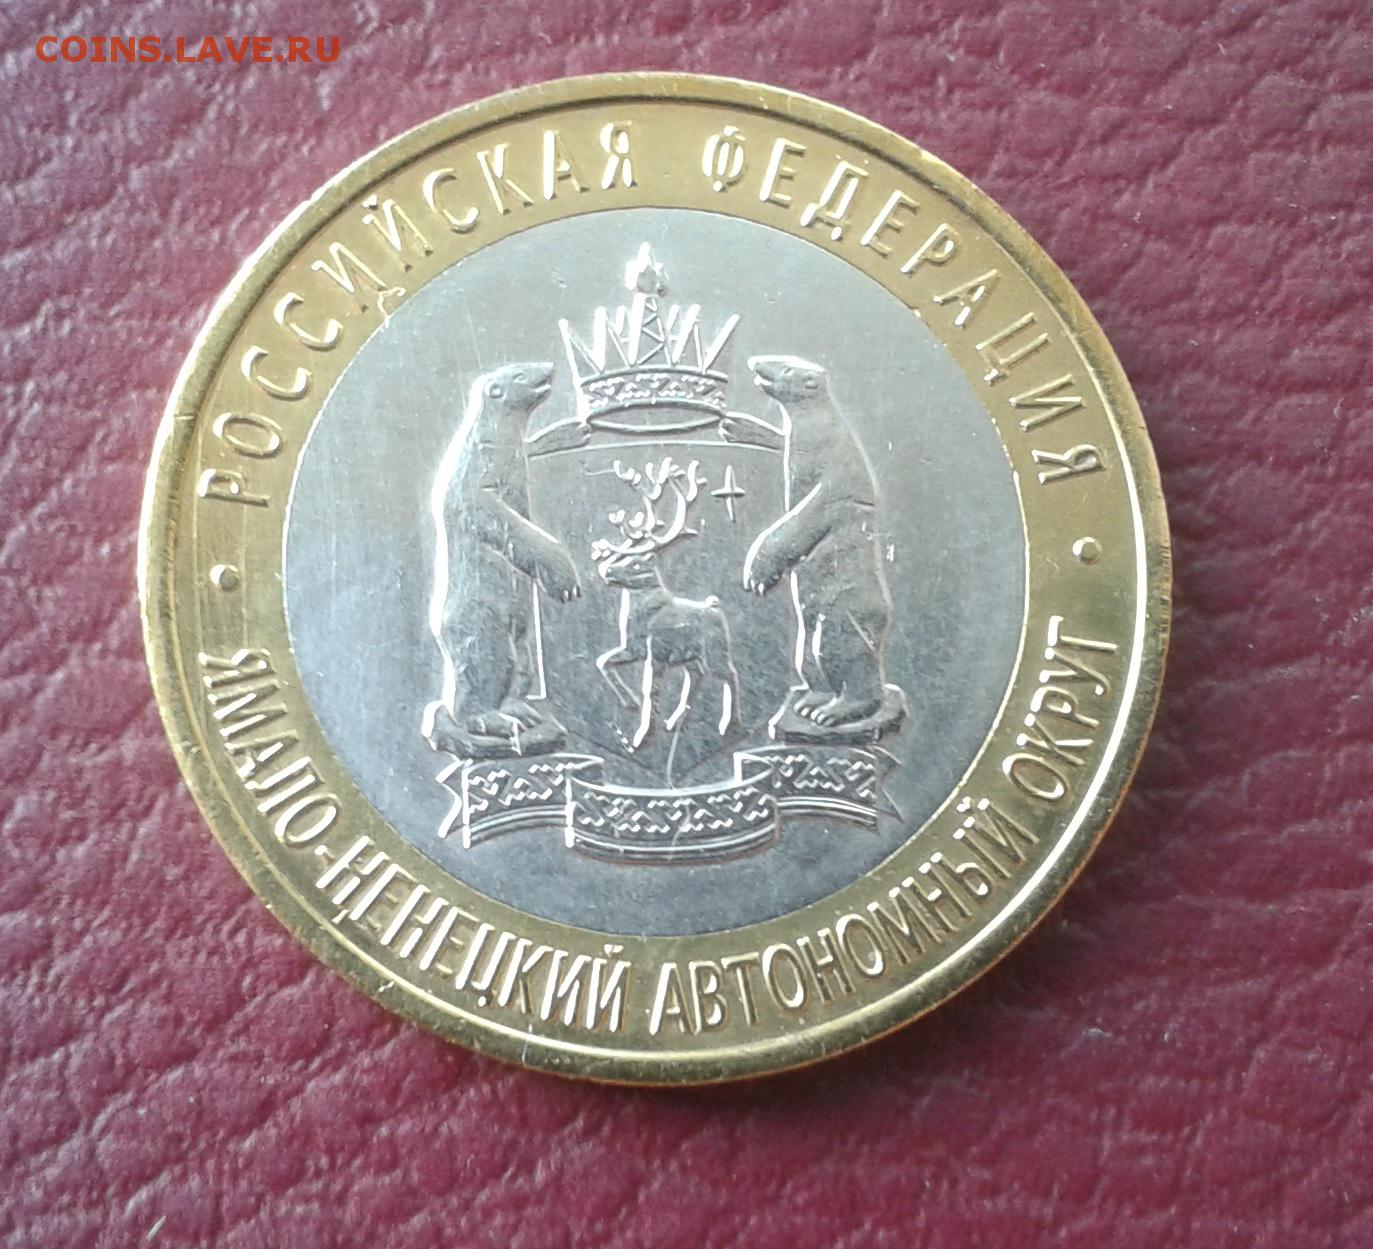 COINS.LAVE.RU
• РОССИЙСКАЯ ФЕДЕРАЦИЯ •
ЯМАЛО-НЕНЕЦКИЙ АВТОНОМНЫЙ ОКРУГ